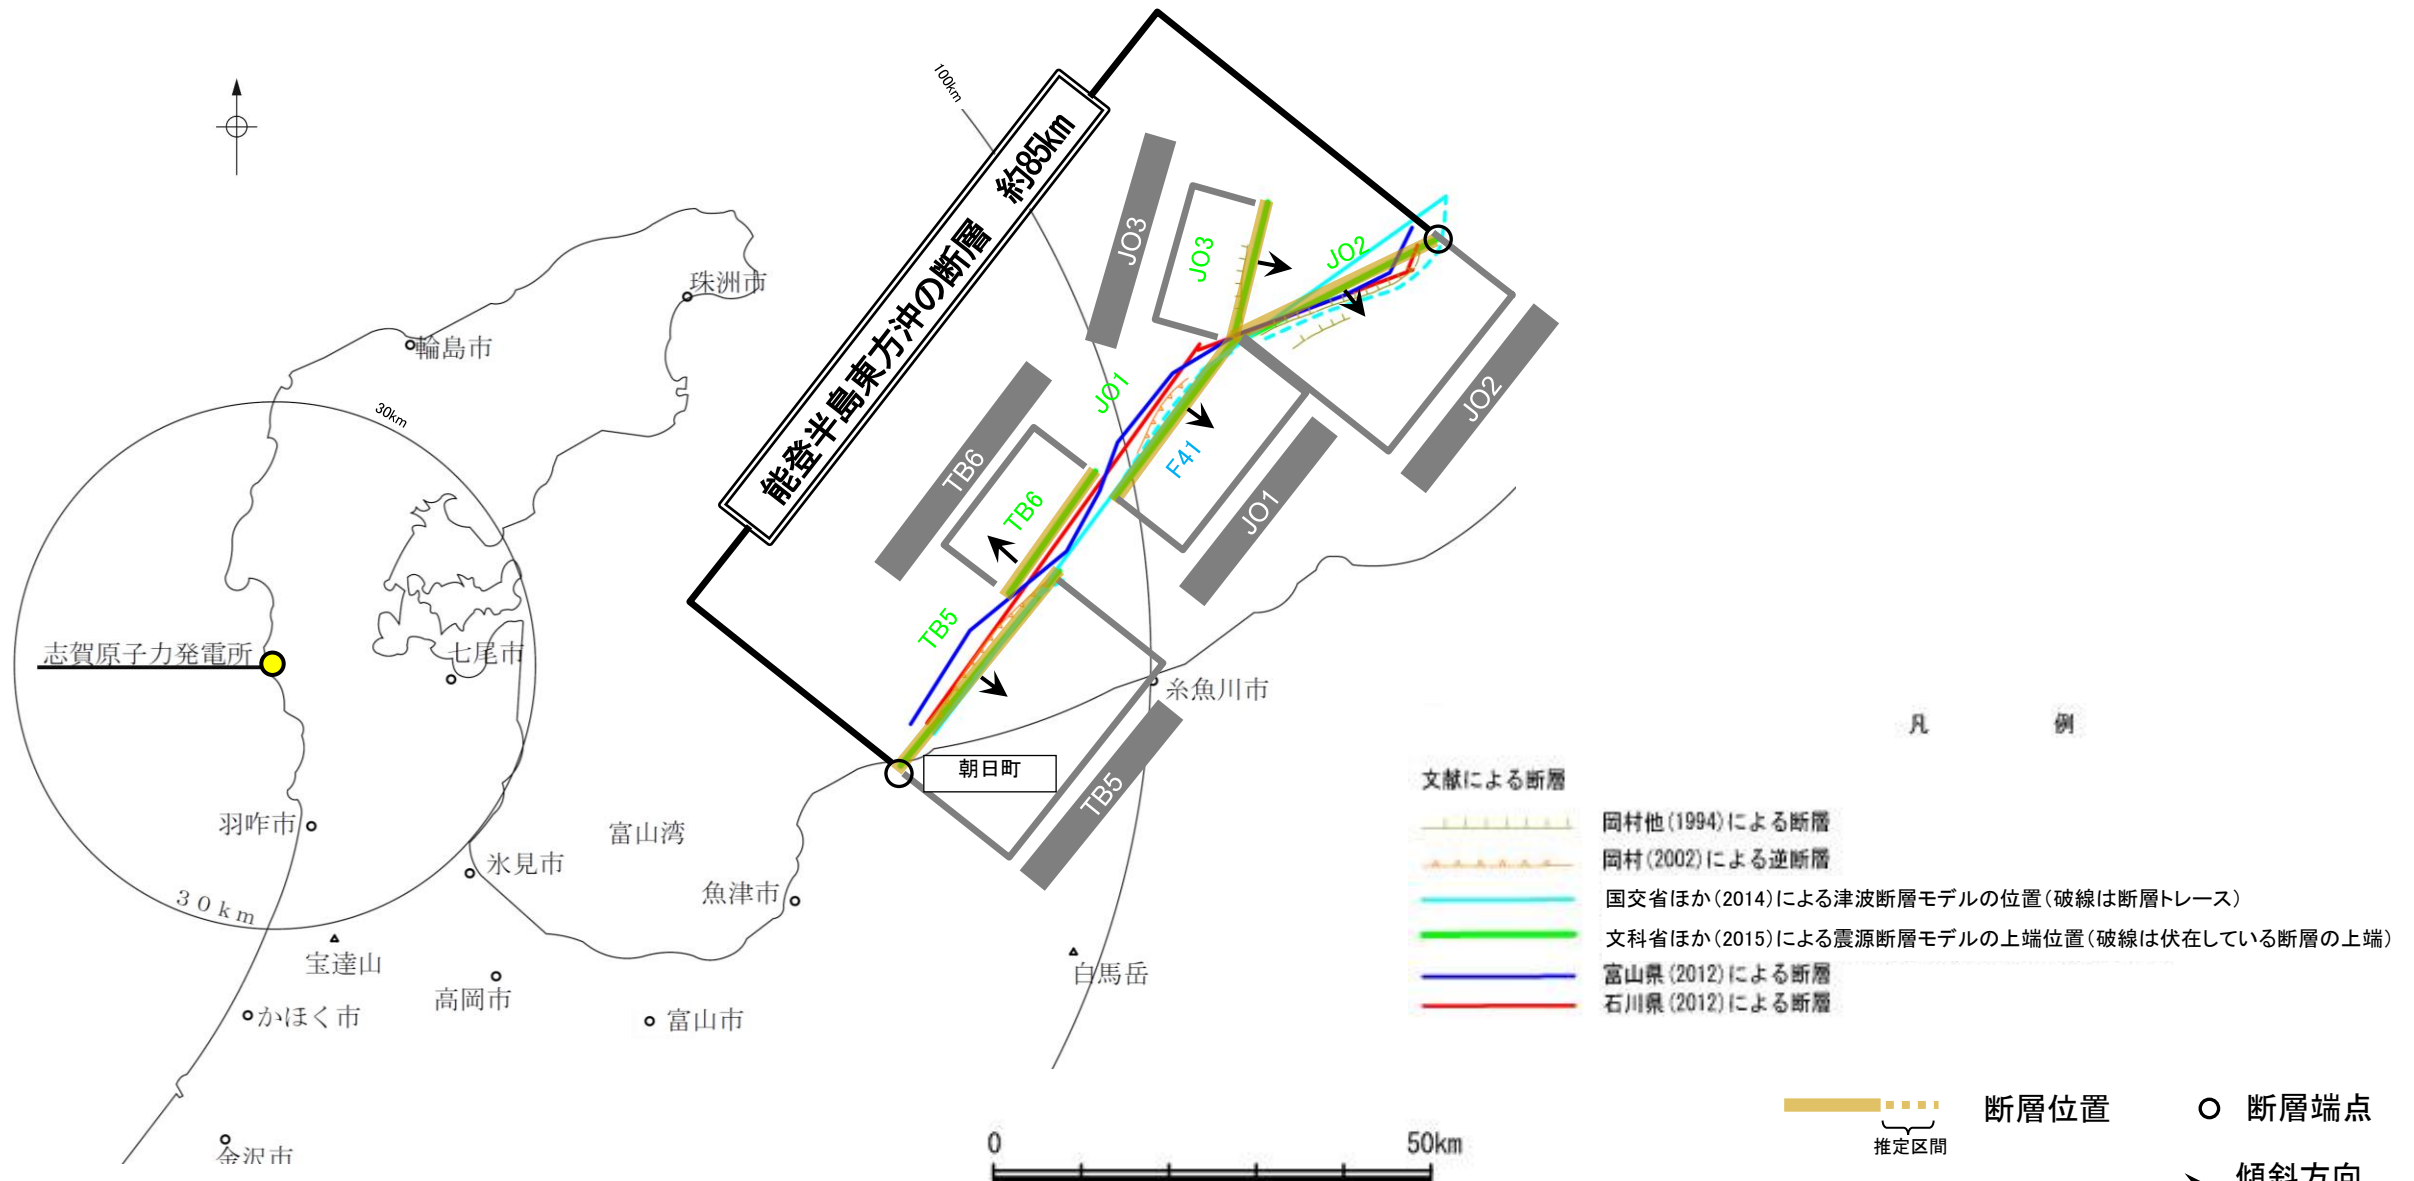 100km
能登半島東方沖の断層 約85km
JO3
JO3
JO2
珠洲市
輪島市
JO2
JO1
30km
F41
TB6
TB6
JO1
TB5
志賀原子力発電所
七尾市
糸魚川市
凡 例
朝日町
文献による断層
TB5
羽咋市
富山湾
岡村他(1994)による断層
氷見市
岡村(2002)による逆断層
魚津市
30km
国交省ほか(2014)による津波断層モデルの位置(破線は断層トレース)
文科省ほか(2015)による震源断層モデルの上端位置(破線は伏在している断層の上端)
宝達山
白馬岳
富山県(2012)による断層
高岡市
石川県(2012)による断層
かほく市
富山市
断層位置
断層端点
推定区間
0 50km
金沢市
傾斜方向